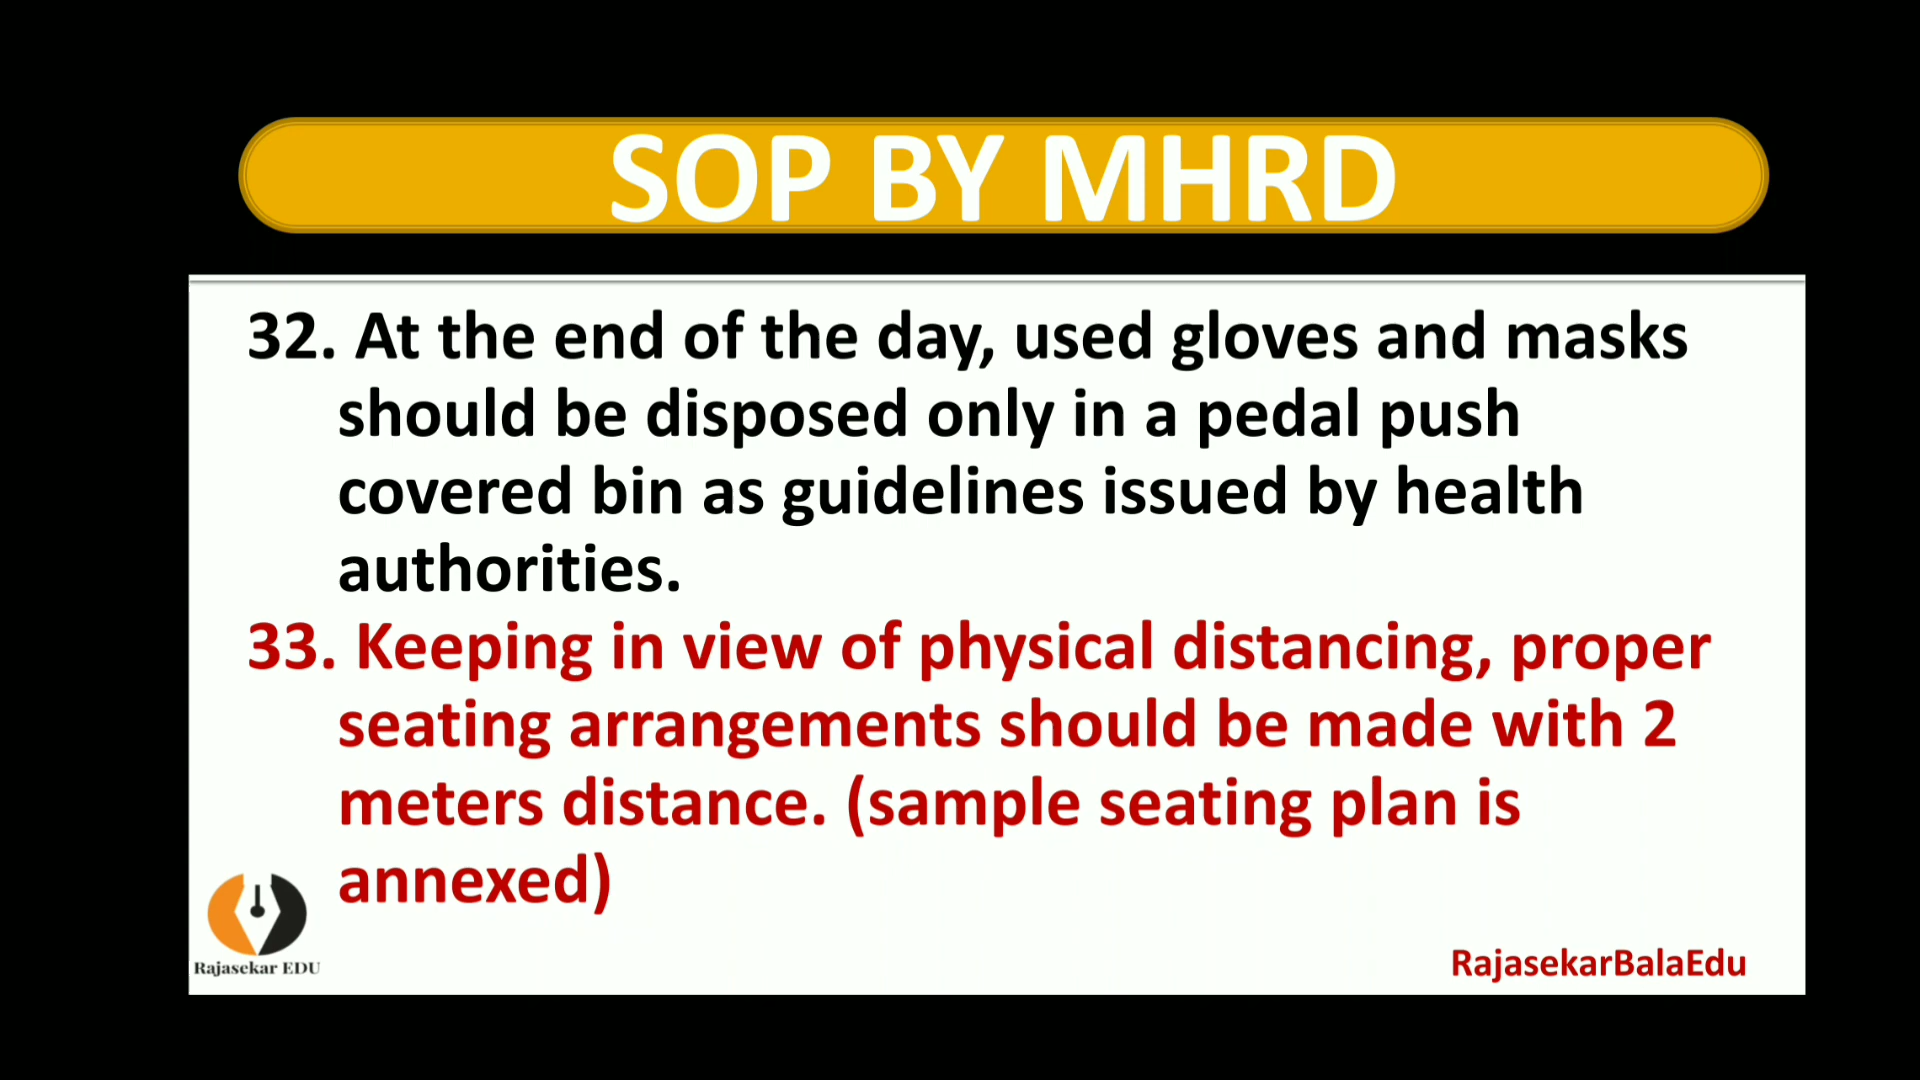 SOP BY MHRD
32. At the end of the day, used gloves and masks
should be disposed only in a pedal push
covered bin as guidelines issued by health
authorities.
33. Keeping in view of physical distancing, proper
seating arrangements should be made with 2
meters distance. (sample seating plan is
annexed)
Rajasekar EDU
RajasekarBalaEdu